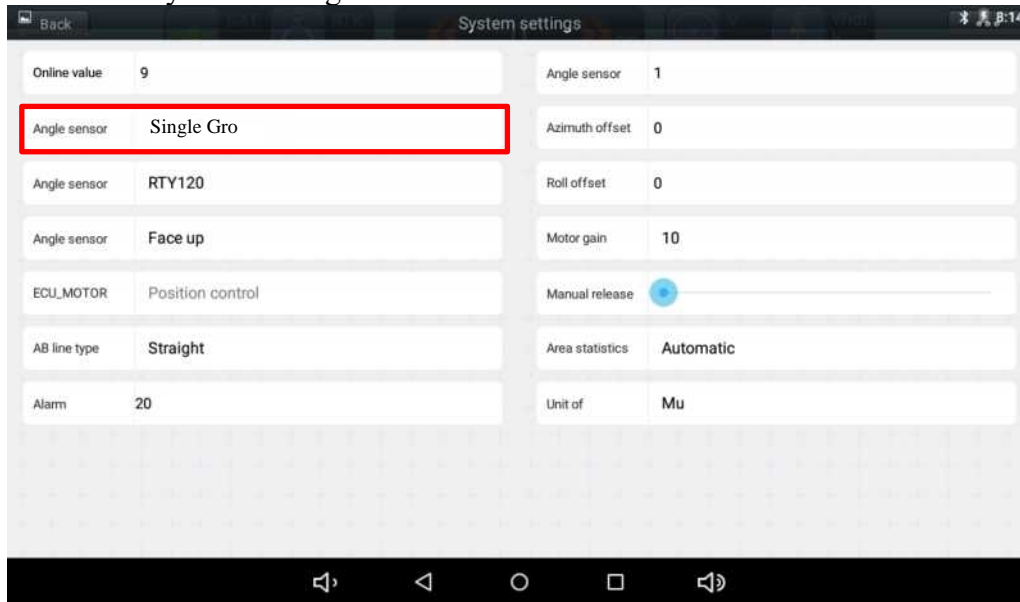 Back
System settings
8:14
Online value 9
Angle sensor 1
Angle sensor Single Gro
Azimuth offset 0
Angle sensor RTY120
Roll offset 0
Angle sensor Face up
Motor gain 10
ECU_MOTOR Position control
Manual release
AB line type Straight
Area statistics Automatic
Alarm 20
Unit of Mu